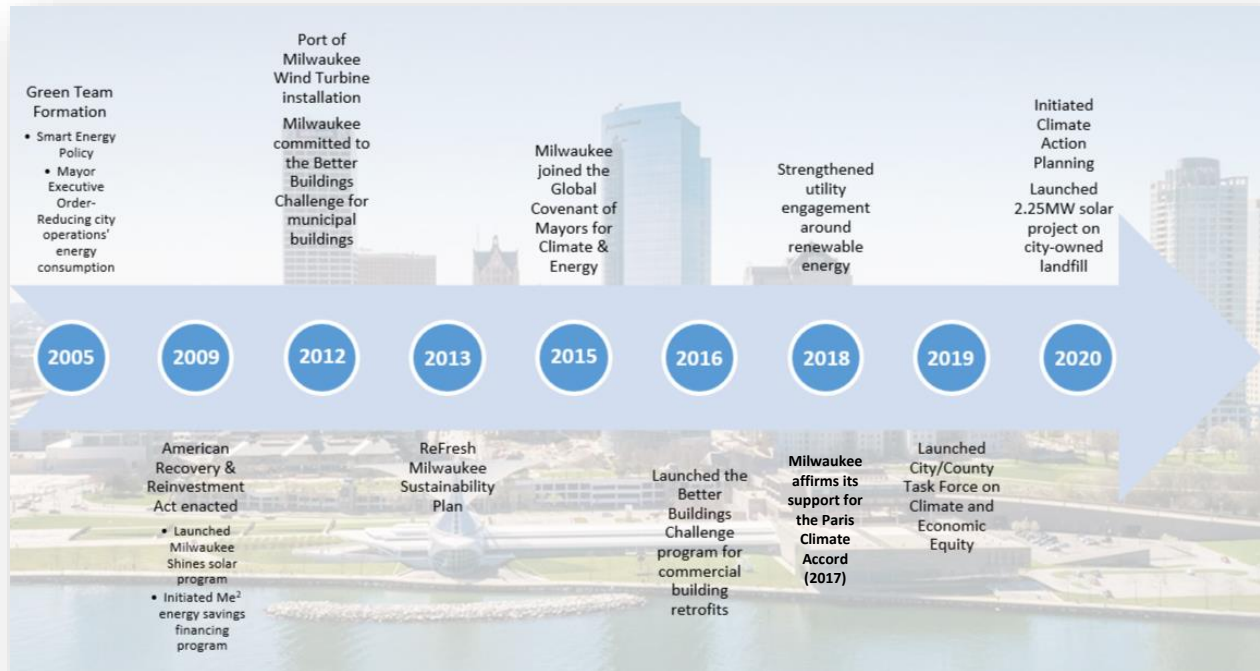 Green Team
Formation
• Smart Energy
Policy
• Mayor
Executive
Order-
Reducing city
operations'
energy
consumption
Port of
Milwaukee
Wind Turbine
installation
Milwaukee
committed to
the Better
Buildings
Challenge for
municipal
buildings
Milwaukee
joined the
Global
Covenant of
Mayors for
Climate &
Energy
Strengthened
utility
engagement
around
renewable
energy
Initiated
Climate
Action
Planning
Launched
2.25MW solar
project on
city-owned
landfill
2005
2009
2012
2013
2015
2016
2018
2019
2020
American
Recovery &
Reinvestment
Act enacted
• Launched
Milwaukee
Shines solar
program
• Initiated Me²
energy savings
financing
program
ReFresh
Milwaukee
Sustainability
Plan
Launched the
Better
Buildings
Challenge
program for
commercial
building
retrofits
Milwaukee
affirms its
support for
the Paris
Climate
Accord
(2017)
Launched
City/County
Task Force on
Climate and
Economic
Equity